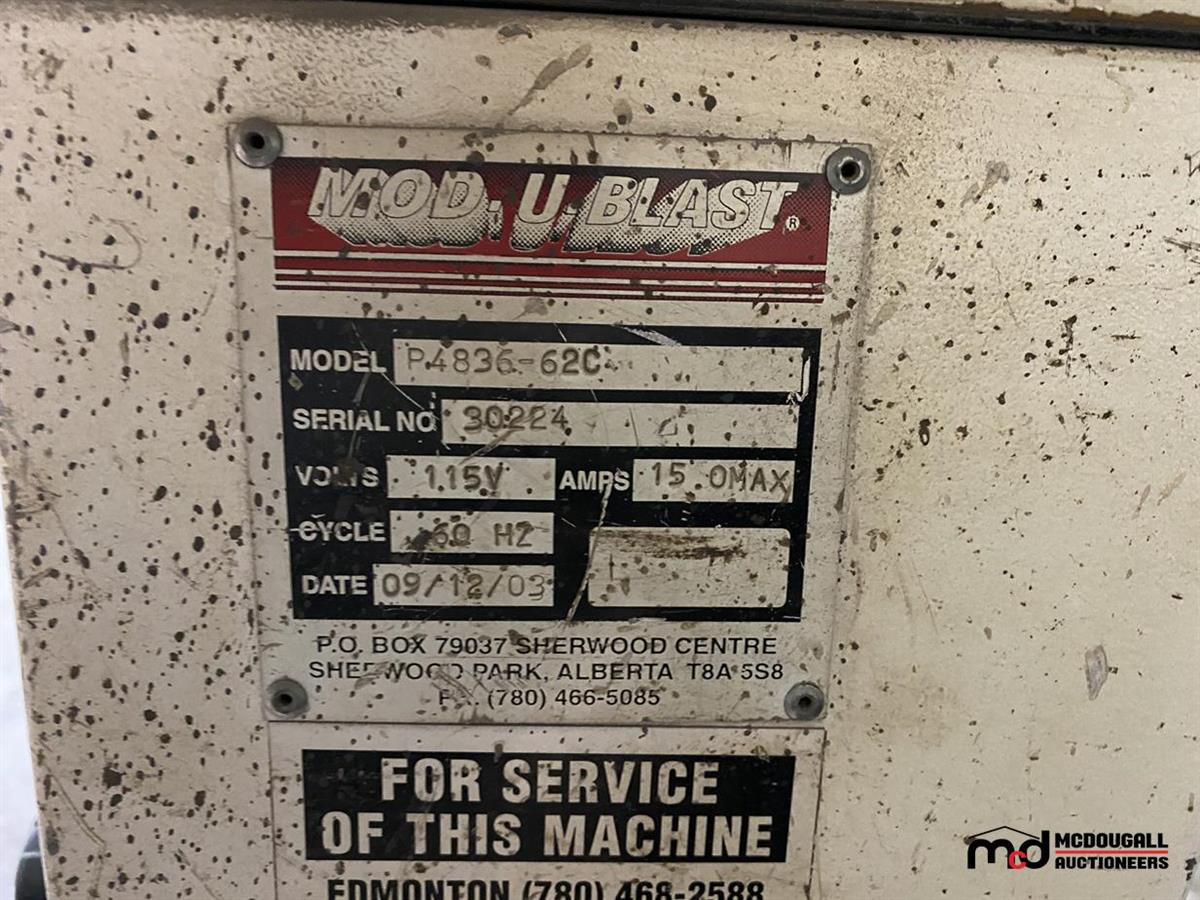 MOD·U·BLAST®
MODEL P4836-62C
SERIAL NO 30224
VOLTS 115V AMPS 15.0MAX
CYCLE 60 HZ
DATE 09/12/03
P.O. BOX 79037 SHERWOOD CENTRE
SHERWOOD PARK, ALBERTA T8A 5S8
(780) 466-5085
FOR SERVICE
OF THIS MACHINE
EDMONTON (780) 468-2588
mcd MCDOUGALL
AUCTIONEERS